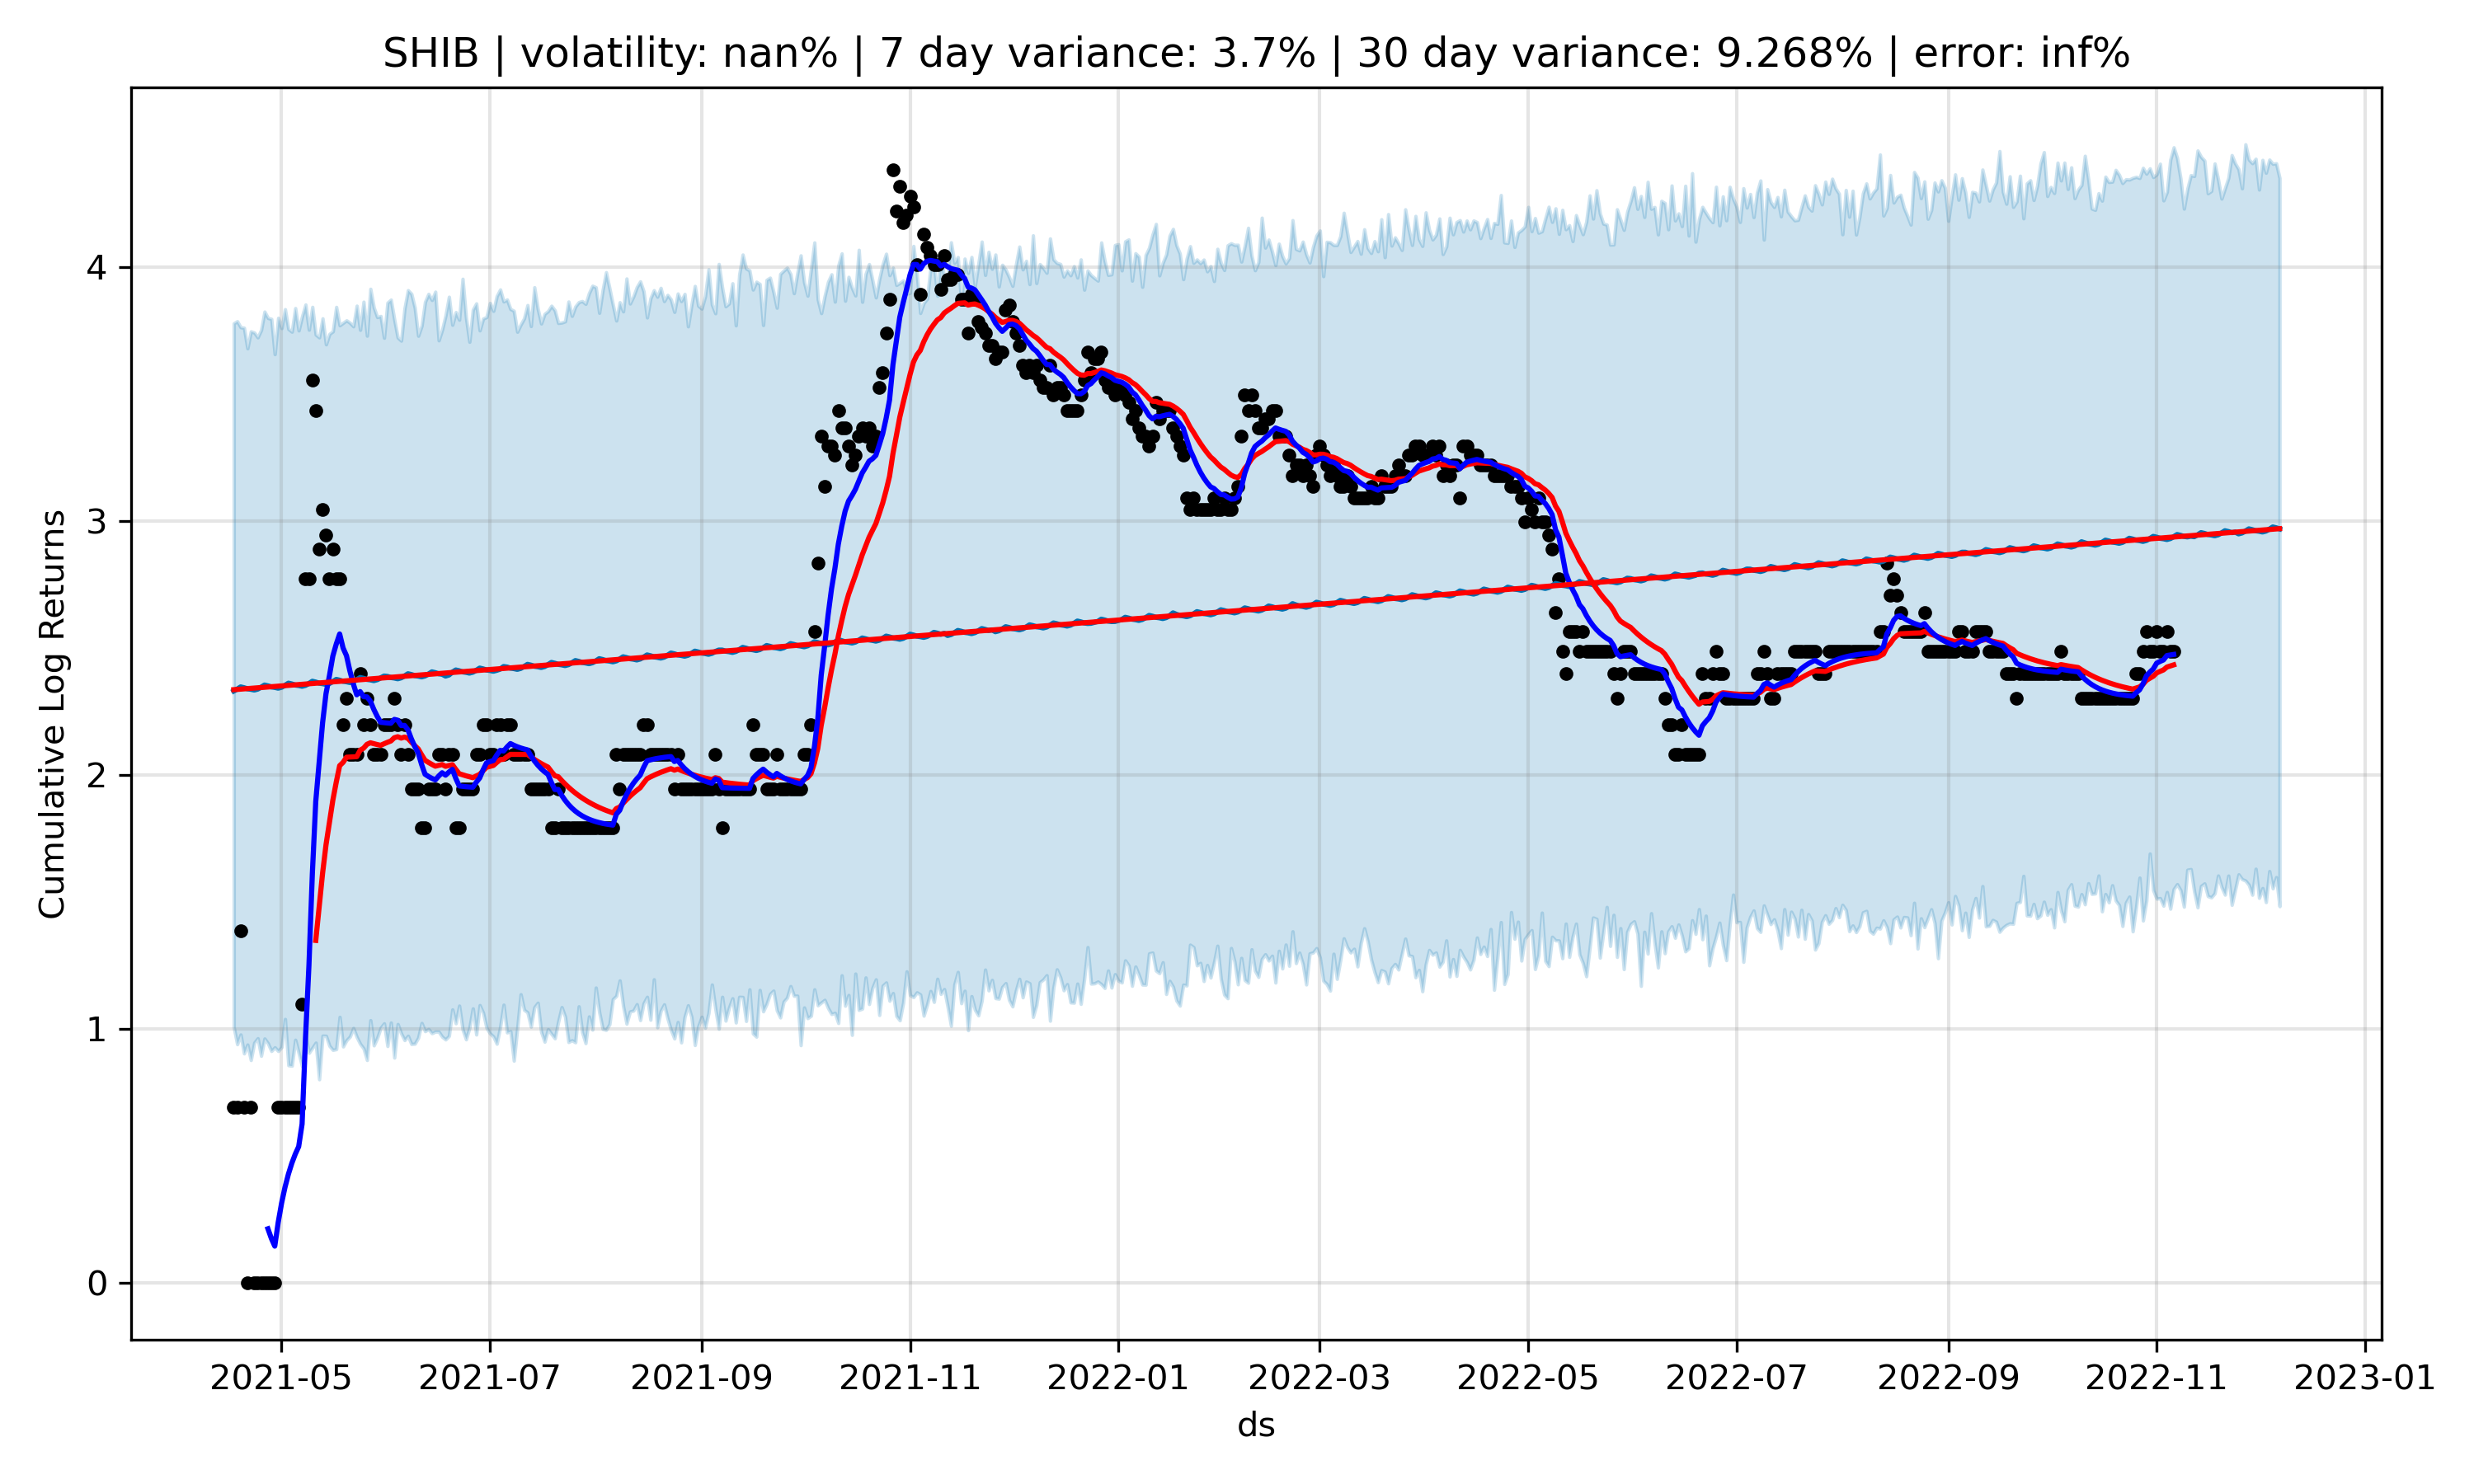 SHIB | volatility: nan% | 7 day variance: 3.7% | 30 day variance: 9.268% | error: inf%
Cumulative Log Returns
4
3
2
1
0
2021-05 2021-07 2021-09 2021-11 2022-01 2022-03 2022-05 2022-07 2022-09 2022-11 2023-01
ds